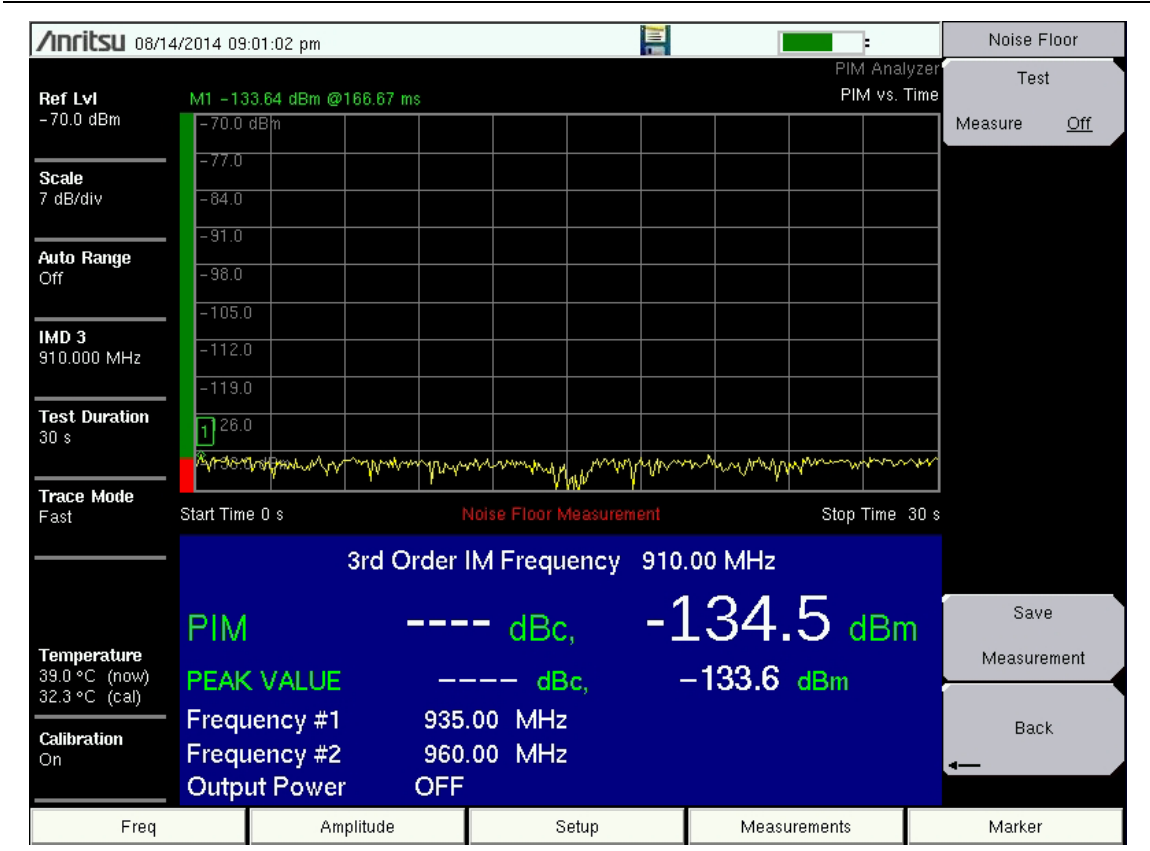 Anritsu 08/14/2014 09:01:02 pm
Noise Floor
Test
Measure Off
PIM Analyzer
PIM vs. Time
M1 -133.64 dBm @166.67 ms
Ref Lvl
-70.0 dBm
Scale
7 dB/div
Auto Range
Off
IMD 3
910.000 MHz
Test Duration
30 s
Trace Mode
Fast
Temperature
39.0 °C (now)
32.3 °C (cal)
Calibration
On
-70.0 dBm
-77.0
-84.0
-91.0
-98.0
-105.0
-112.0
-119.0
1 26.0
Start Time 0 s
Noise Floor Measurement
Stop Time 30 s
3rd Order IM Frequency 910.00 MHz
PIM ---- dBc, -134.5 dBm
PEAK VALUE ---- dBc, -133.6 dBm
Frequency #1 935.00 MHz
Frequency #2 960.00 MHz
Output Power OFF
Save
Measurement
Back
Freq
Amplitude
Setup
Measurements
Marker